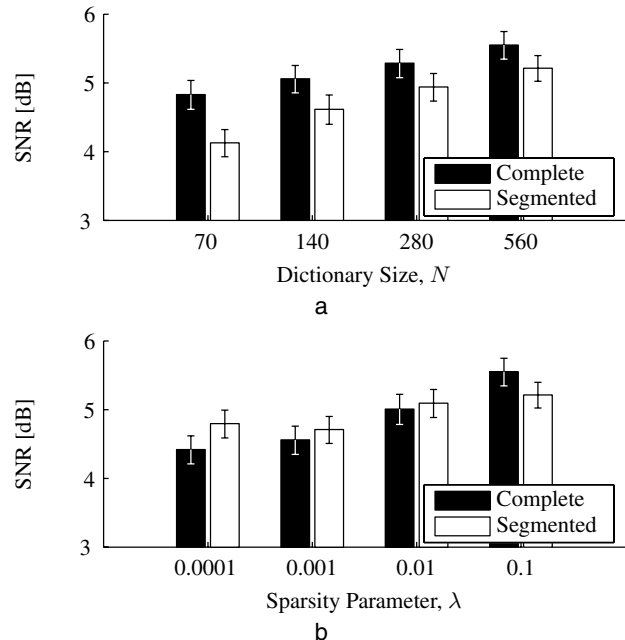 6
5
4
3
SNR [dB]
Complete
Segmented
70 140 280 560
Dictionary Size, N
a
6
5
4
3
SNR [dB]
Complete
Segmented
0.0001 0.001 0.01 0.1
Sparsity Parameter, λ
b